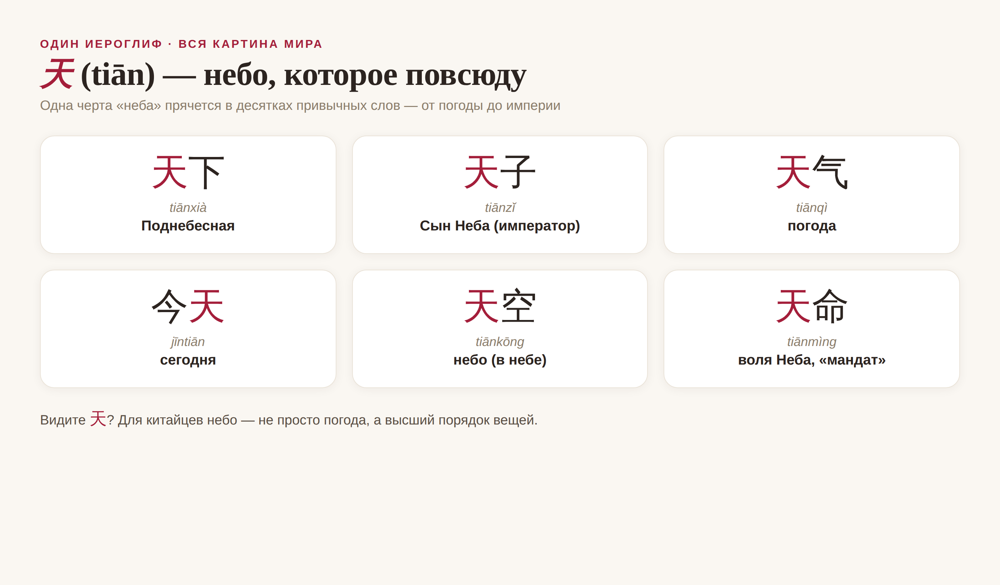 ОДИН ИЕРОГЛИФ · ВСЯ КАРТИНА МИРА
天 (tiān) — небо, которое повсюду
Одна черта «неба» прячется в десятках привычных слов — от погоды до империи
天下
tiānxià
Поднебесная
天子
tiānzǐ
Сын Неба (император)
天气
tiānqì
погода
今天
jīntiān
сегодня
天空
tiānkōng
небо (в небе)
天命
tiānmìng
воля Неба, «мандат»
Видите 天? Для китайцев небо — не просто погода, а высший порядок вещей.